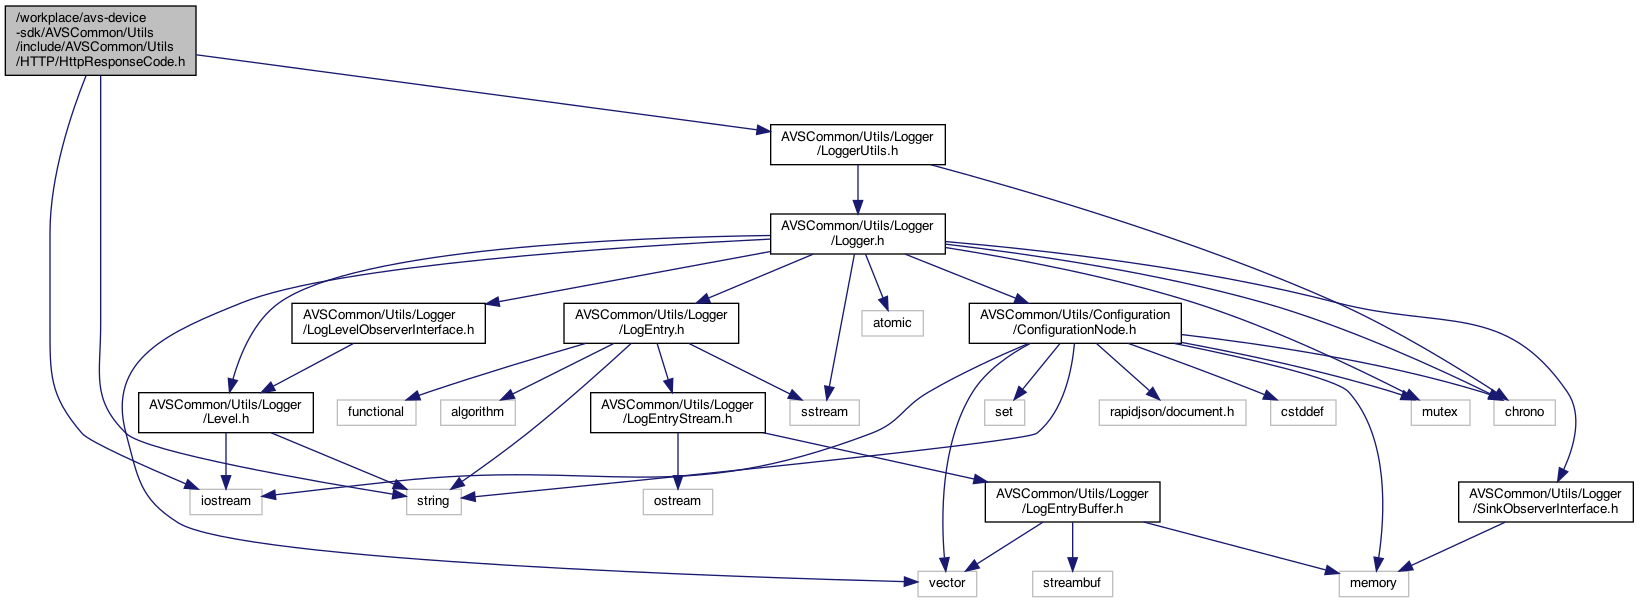 /workplace/avs-device
-sdk/AVSCommon/Utils
/include/AVSCommon/Utils
/HTTP/HttpResponseCode.h
AVSCommon/Utils/Logger
/LoggerUtils.h
AVSCommon/Utils/Logger
/Logger.h
AVSCommon/Utils/Logger
/LogLevelObserverInterface.h
AVSCommon/Utils/Logger
/LogEntry.h
atomic
AVSCommon/Utils/Configuration
/ConfigurationNode.h
AVSCommon/Utils/Logger
/Level.h
functional
algorithm
AVSCommon/Utils/Logger
/LogEntryStream.h
sstream
set
rapidjson/document.h
cstddef
mutex
chrono
iostream
string
ostream
AVSCommon/Utils/Logger
/LogEntryBuffer.h
AVSCommon/Utils/Logger
/SinkObserverInterface.h
vector
streambuf
memory